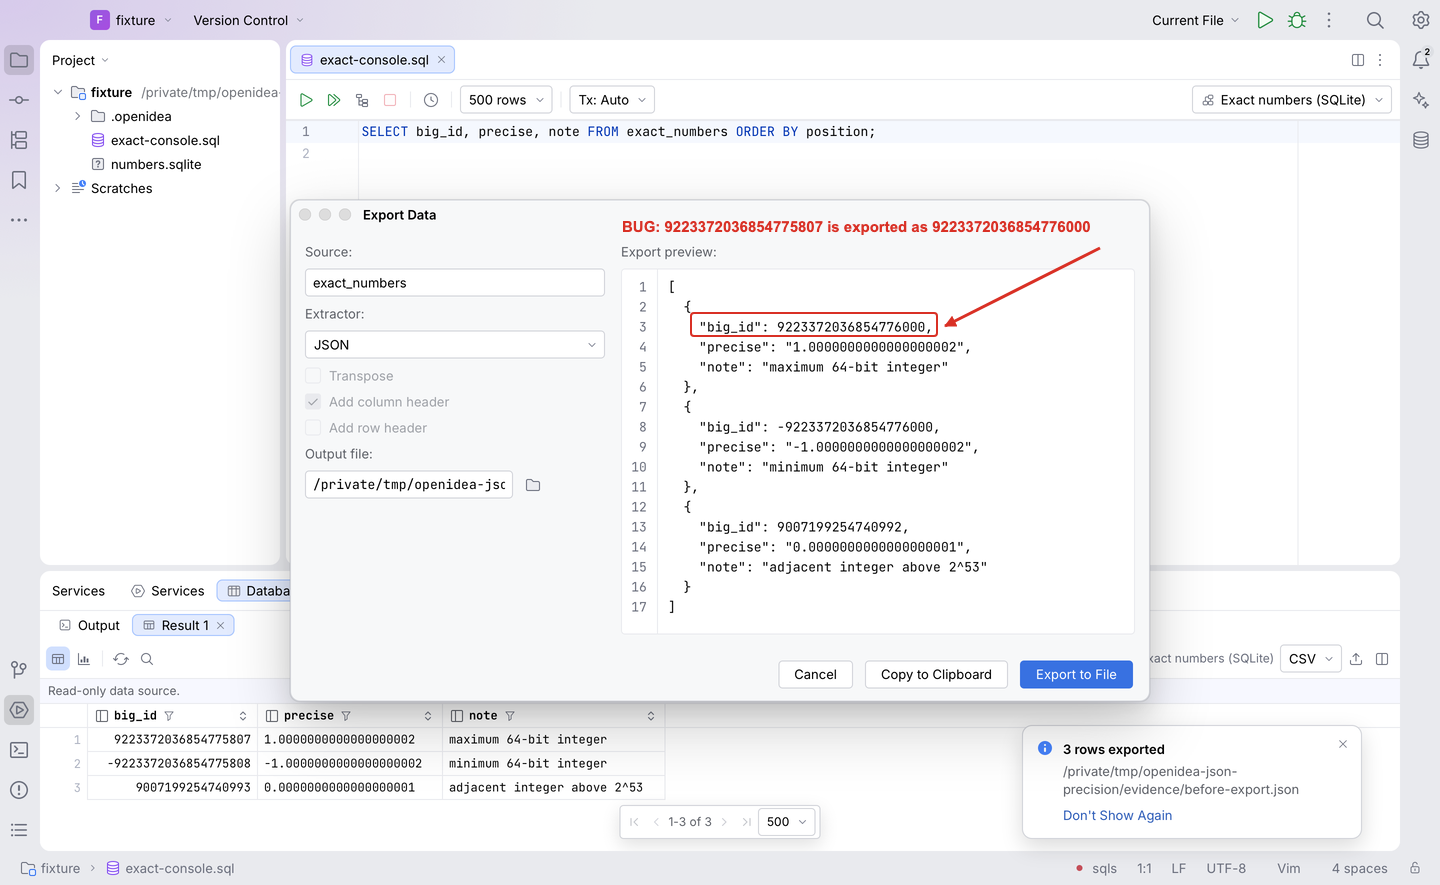 F fixture Version Control Current File
Project
exact-console.sql
fixture /private/tmp/openidea-
500 rows Tx: Auto Exact numbers (SQLite)
.openidea
exact-console.sql
numbers.sqlite
Scratches
1 SELECT big_id, precise, note FROM exact_numbers ORDER BY position;
2
2
Export Data
BUG: 9223372036854775807 is exported as 9223372036854776000
Source:
exact_numbers
Extractor:
JSON
Transpose
Add column header
Add row header
Output file:
/private/tmp/openidea-jsc
Export preview:
1 [
2 {
3 "big_id": 9223372036854776000,
4 "precise": "1.0000000000000000002",
5 "note": "maximum 64-bit integer"
6 },
7 {
8 "big_id": -9223372036854776000,
9 "precise": "-1.0000000000000000002",
10 "note": "minimum 64-bit integer"
11 },
12 {
13 "big_id": 9007199254740992,
14 "precise": "0.0000000000000000001",
15 "note": "adjacent integer above 2^53"
16 }
17 ]
Cancel Copy to Clipboard Export to File
Services Services Databa
Output Result 1
xact numbers (SQLite) CSV
Read-only data source.
big_id precise note
1 9223372036854775807 1.0000000000000000002 maximum 64-bit integer
2 -9223372036854775808 -1.0000000000000000002 minimum 64-bit integer
3 9007199254740993 0.0000000000000000001 adjacent integer above 2^53
1-3 of 3 500
3 rows exported
/private/tmp/openidea-json-
precision/evidence/before-export.json
Don't Show Again
fixture exact-console.sql sqls 1:1 LF UTF-8 Vim 4 spaces